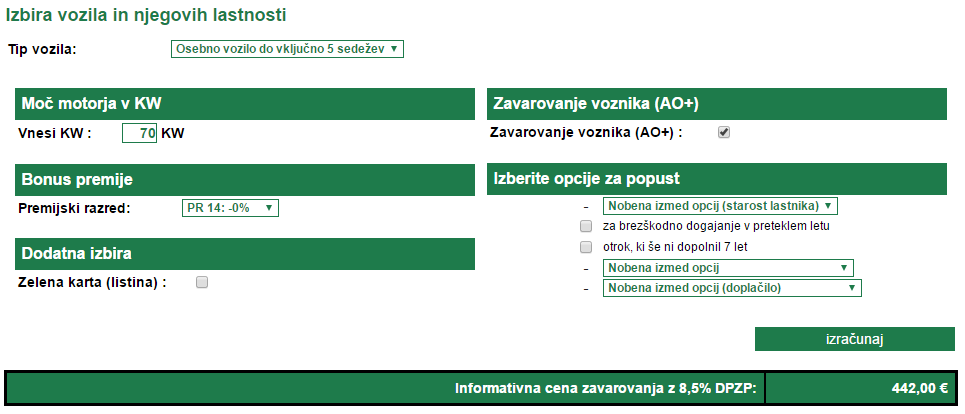 Izbira vozila in njegovih lastnosti
Tip vozila: Osebno vozilo do vključno 5 sedežev
Moč motorja v KW
Vnesi KW : 70 KW
Bonus premije
Premijski razred: PR 14: -0%
Dodatna izbira
Zelena karta (listina) :
Zavarovanje voznika (AO+)
Zavarovanje voznika (AO+) :
Izberite opcije za popust
- Nobena izmed opcij (starost lastnika)
za brezškodno dogajanje v preteklem letu
otrok, ki še ni dopolnil 7 let
- Nobena izmed opcij
- Nobena izmed opcij (doplačilo)
izračunaj
Informativna cena zavarovanja z 8,5% DPZP: 442,00 €